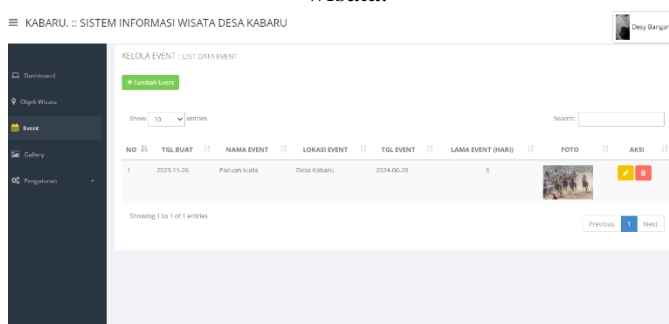 KABARU. :: SISTEM INFORMASI WISATA DESA KABARU
Desy Bangar
KELOLA EVENT : LIST DATA EVENT
Dashboard
Objek Wisata
Event
Gallery
Pengaturan
+ Tambah Event
Show 10 entries
Search:
NO TGL BUAT NAMA EVENT LOKASI EVENT TGL EVENT LAMA EVENT (HARI) FOTO AKSI
1 2023-11-26 Pacuan kuda Desa Kabaru 2024-06-28
Showing 1 to 1 of 1 entries
Previous 1 Next